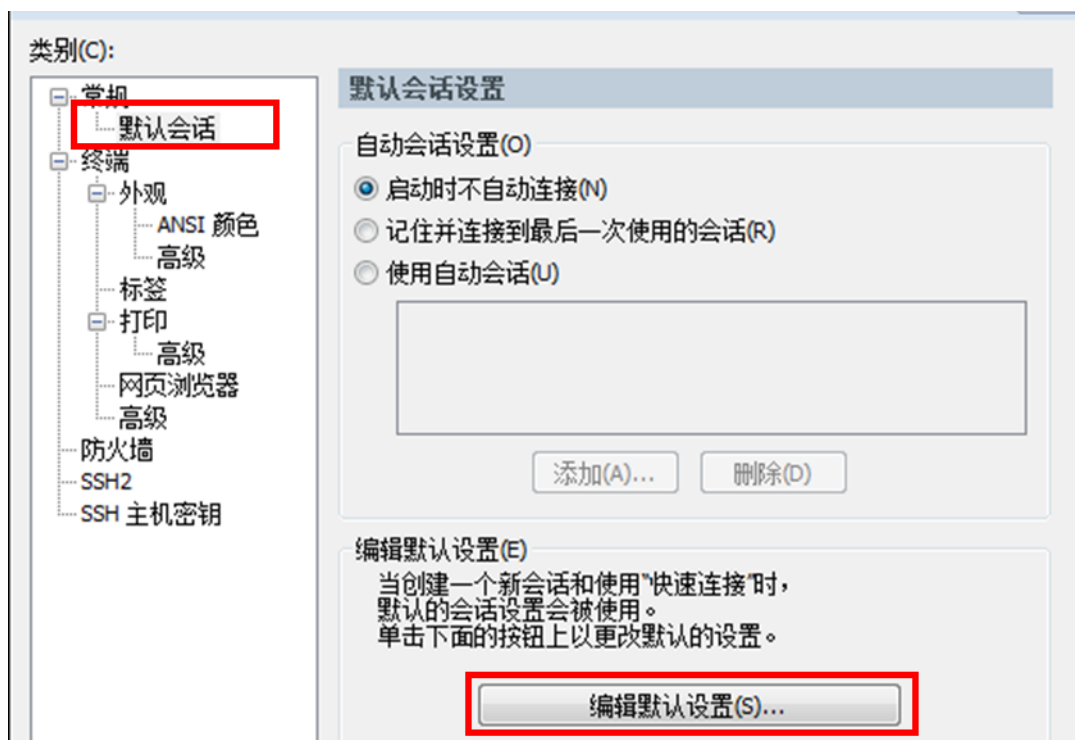 类别(C):
常规
默认会话
终端
外观
ANSI 颜色
高级
标签
打印
高级
网页浏览器
高级
防火墙
SSH2
SSH 主机密钥
默认会话设置
自动会话设置(O)
启动时不自动连接(N)
记住并连接到最后一次使用的会话(R)
使用自动会话(U)
添加(A)...
删除(D)
编辑默认设置(E)
当创建一个新会话和使用"快速连接"时，
默认的会话设置会被使用。
单击下面的按钮上以更改默认的设置。
编辑默认设置(S)...